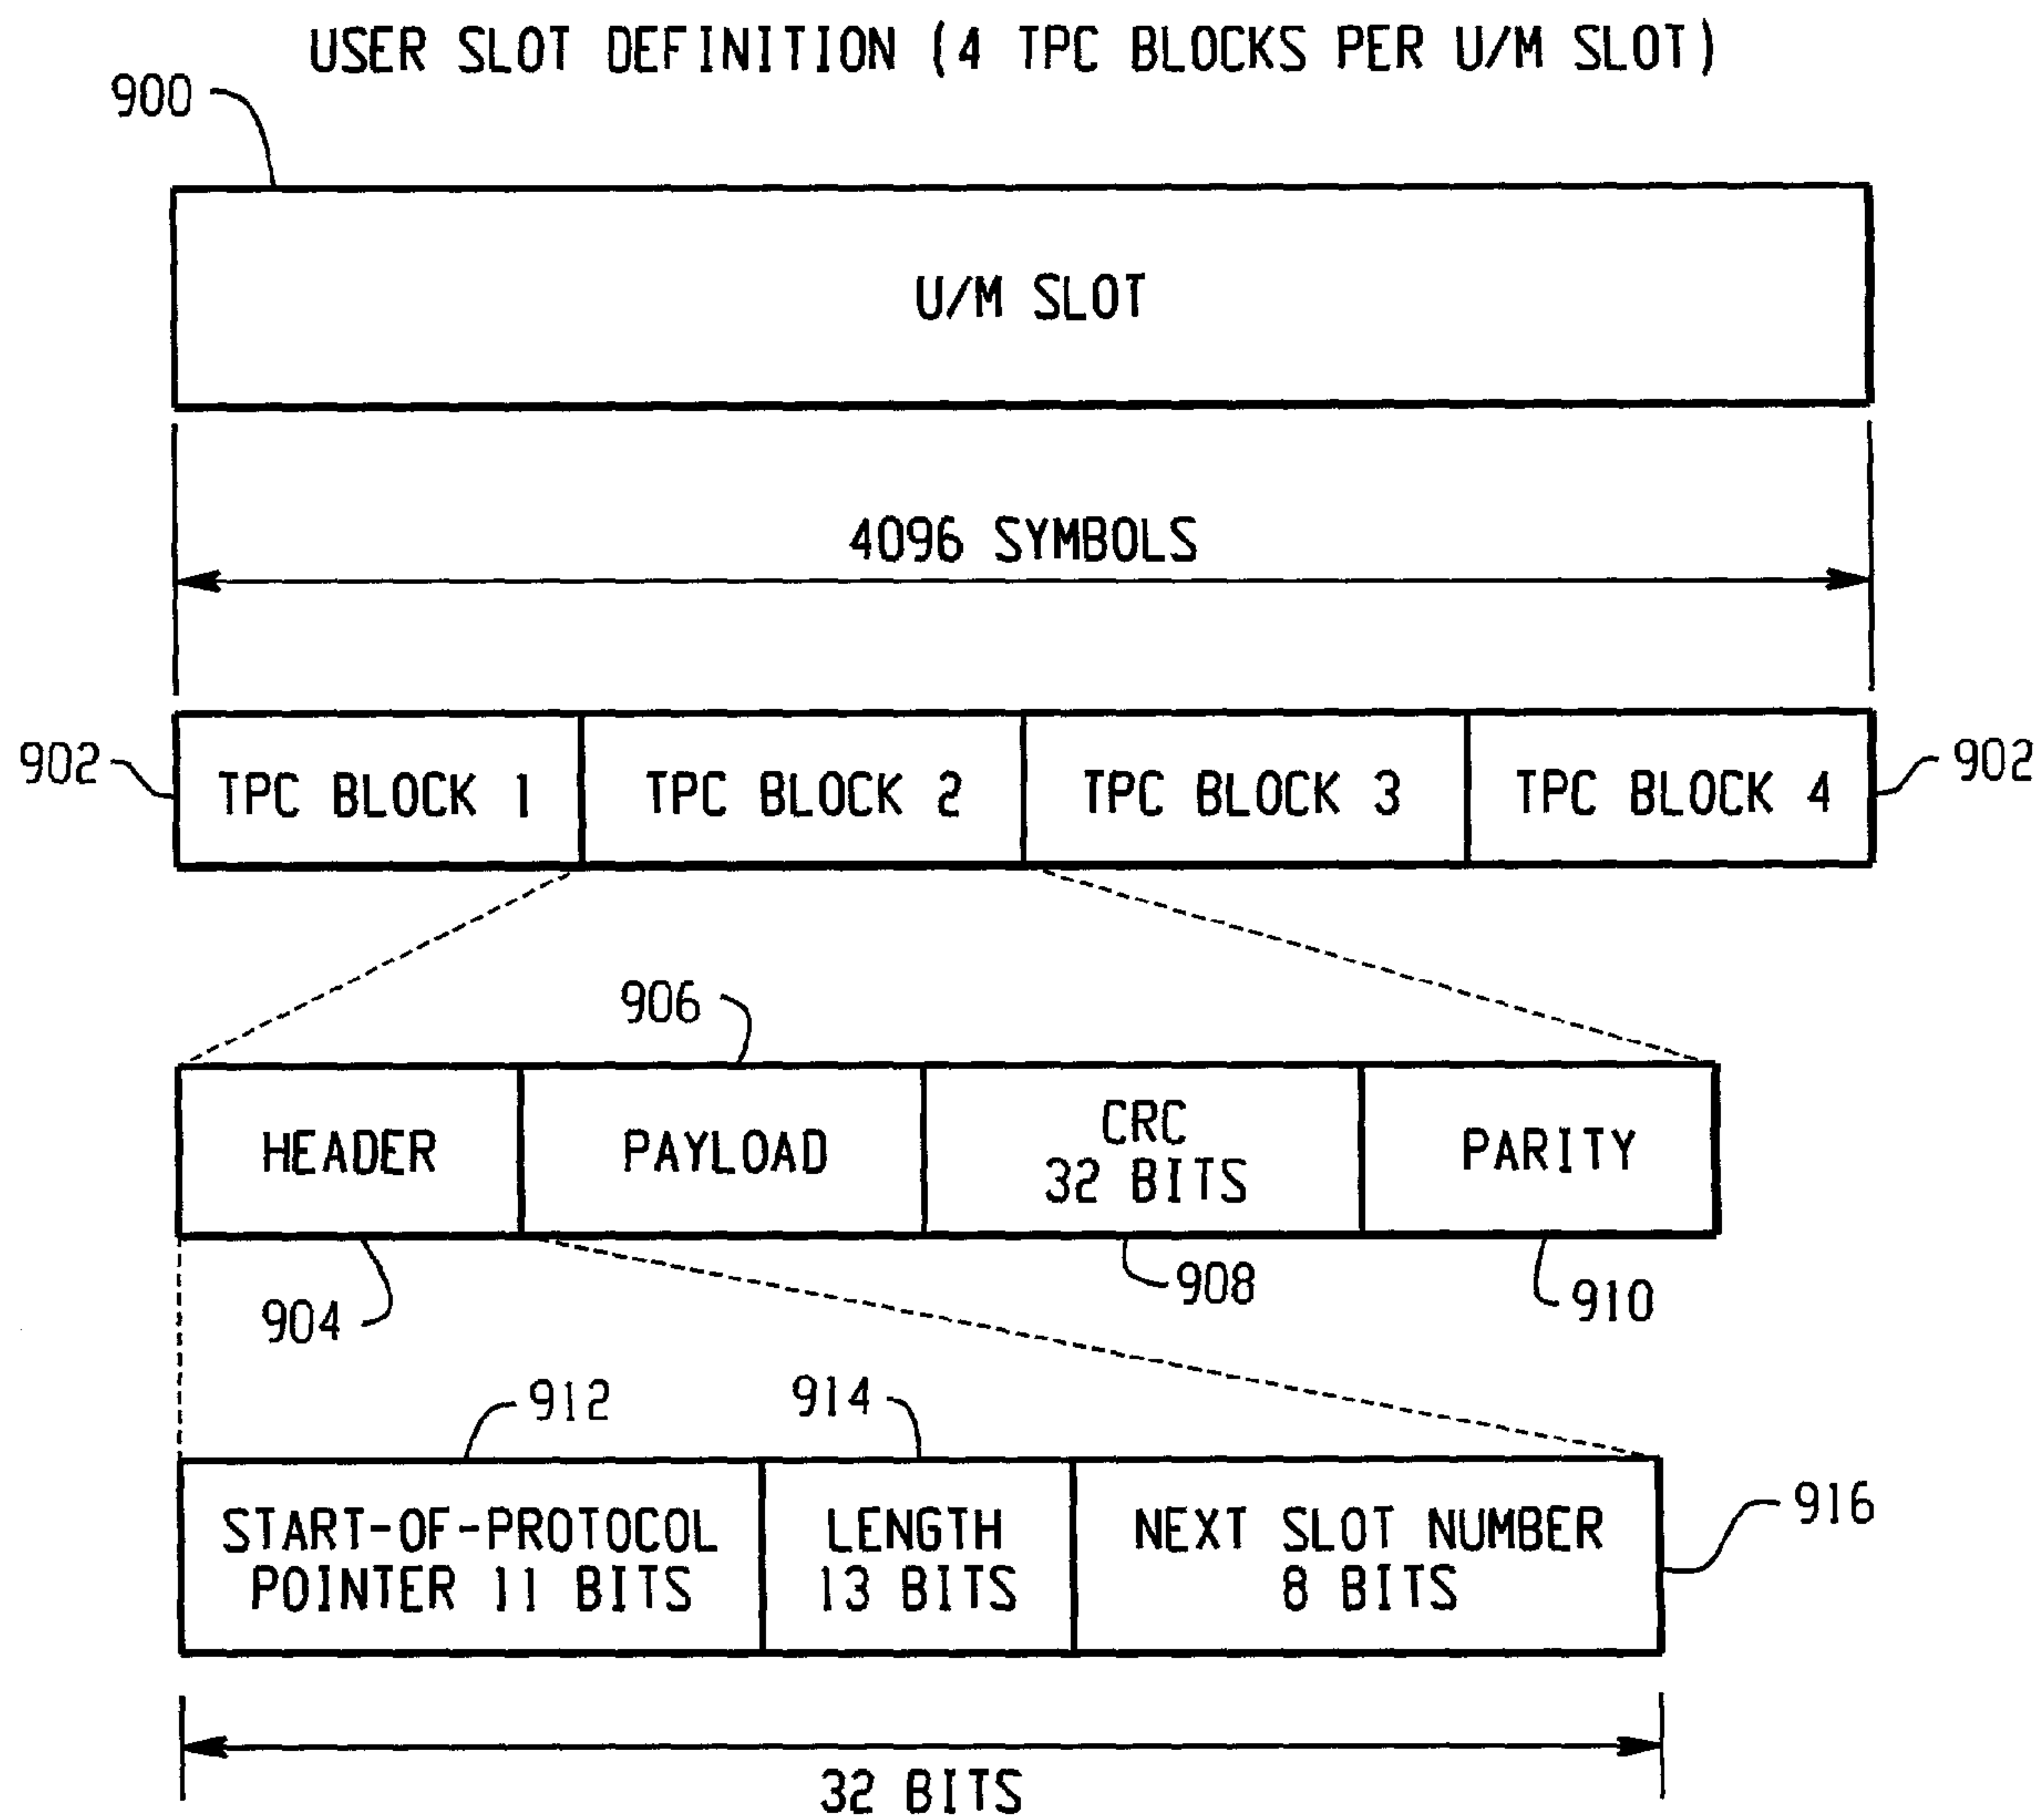 USER SLOT DEFINITION (4 TPC BLOCKS PER U/M SLOT)
900
U/M SLOT
4096 SYMBOLS
902
TPC BLOCK 1
TPC BLOCK 2
TPC BLOCK 3
TPC BLOCK 4
902
906
HEADER
PAYLOAD
CRC
32 BITS
PARITY
904
908
910
912
914
START-OF-PROTOCOL
POINTER 11 BITS
LENGTH
13 BITS
NEXT SLOT NUMBER
8 BITS
916
32 BITS